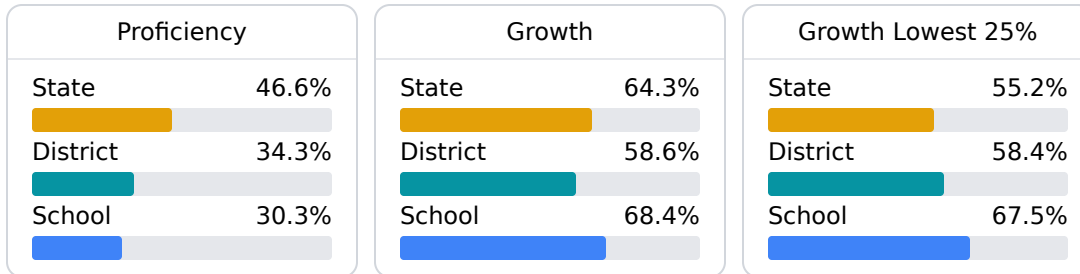 Proficiency
State 46.6%
District 34.3%
School 30.3%
Growth
State 64.3%
District 58.6%
School 68.4%
Growth Lowest 25%
State 55.2%
District 58.4%
School 67.5%